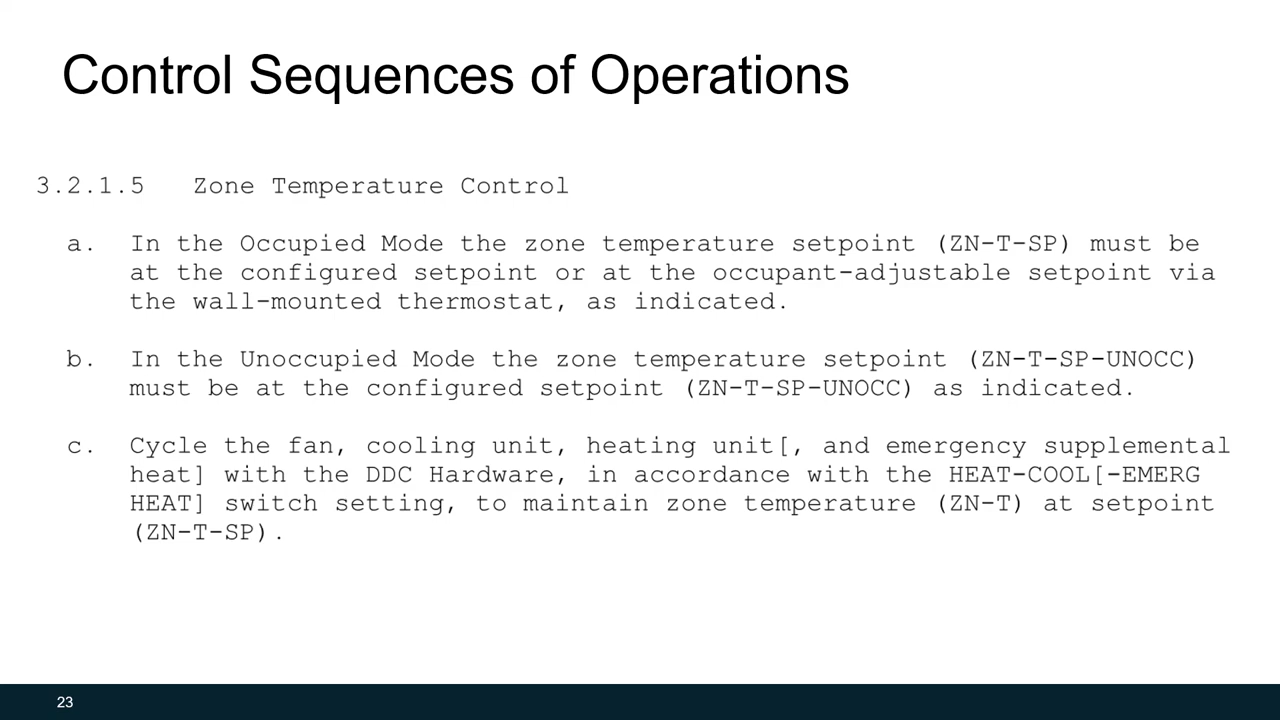 Control Sequences of Operations
3.2.1.5 Zone Temperature Control
a. In the Occupied Mode the zone temperature setpoint (ZN-T-SP) must be
at the configured setpoint or at the occupant-adjustable setpoint via
the wall-mounted thermostat, as indicated.
b. In the Unoccupied Mode the zone temperature setpoint (ZN-T-SP-UNOCC)
must be at the configured setpoint (ZN-T-SP-UNOCC) as indicated.
c. Cycle the fan, cooling unit, heating unit[, and emergency supplemental
heat] with the DDC Hardware, in accordance with the HEAT-COOL[-EMERG
HEAT] switch setting, to maintain zone temperature (ZN-T) at setpoint
(ZN-T-SP).
23